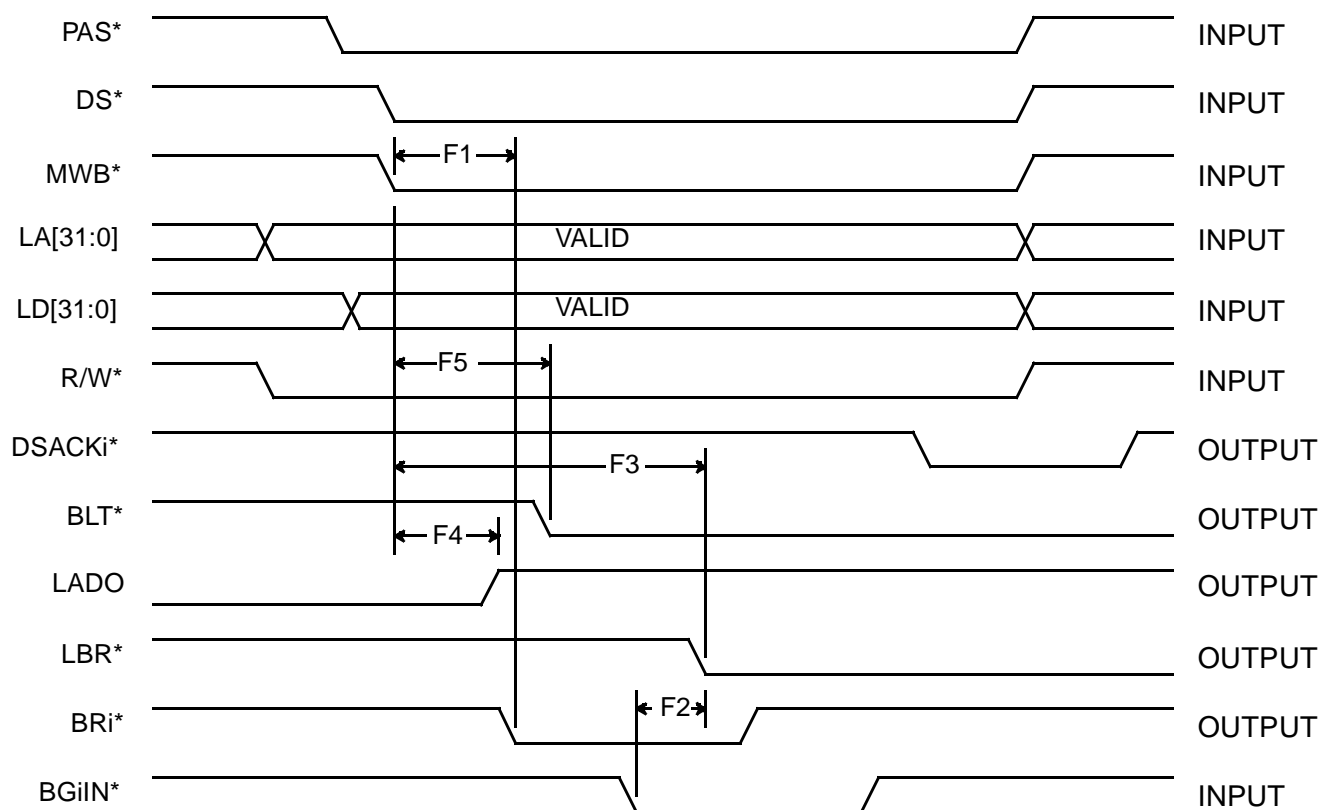 PAS* INPUT
DS* INPUT
F1
MWB* INPUT
LA[31:0] VALID INPUT
LD[31:0] VALID INPUT
F5
R/W* INPUT
DSACKi* OUTPUT
F3
BLT* OUTPUT
F4
LADO OUTPUT
LBR* OUTPUT
F2
BRi* OUTPUT
BGiIN* INPUT